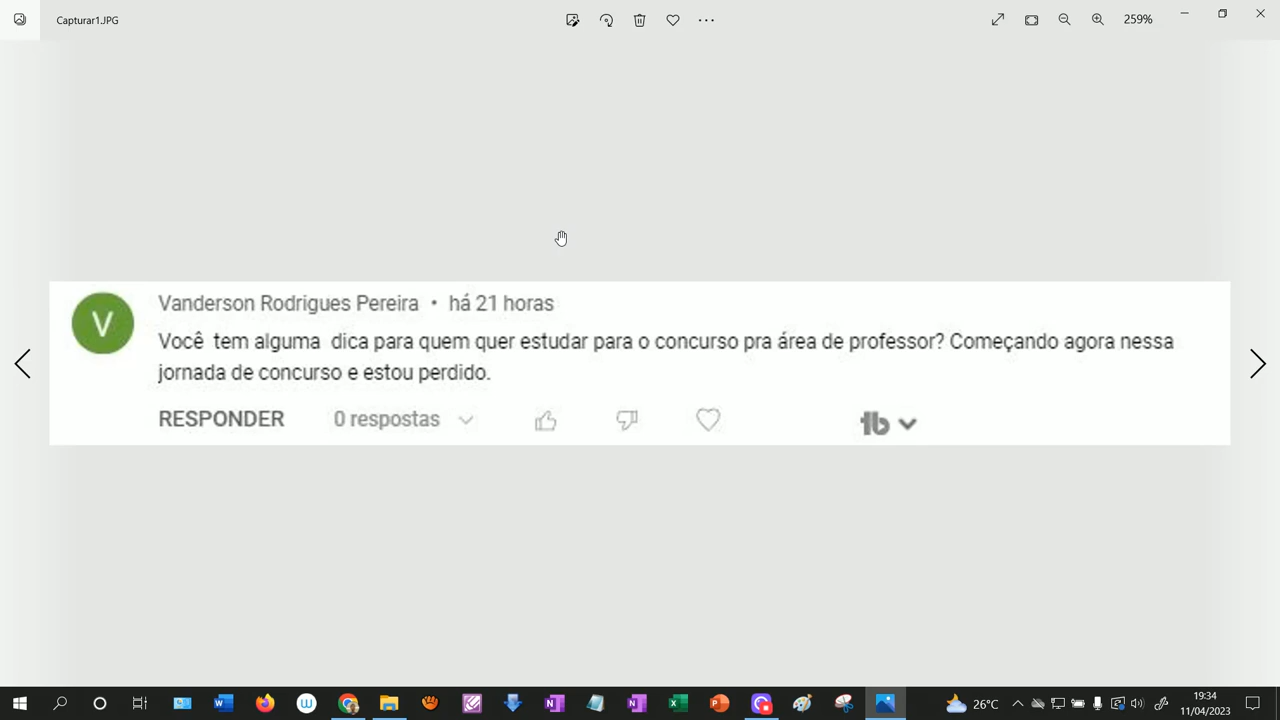 Capturar1.JPG
259%
V
Vanderson Rodrigues Pereira • há 21 horas
Você tem alguma dica para quem quer estudar para o concurso pra área de professor? Começando agora nessa
jornada de concurso e estou perdido.
RESPONDER 0 respostas
26°C
19:34
11/04/2023